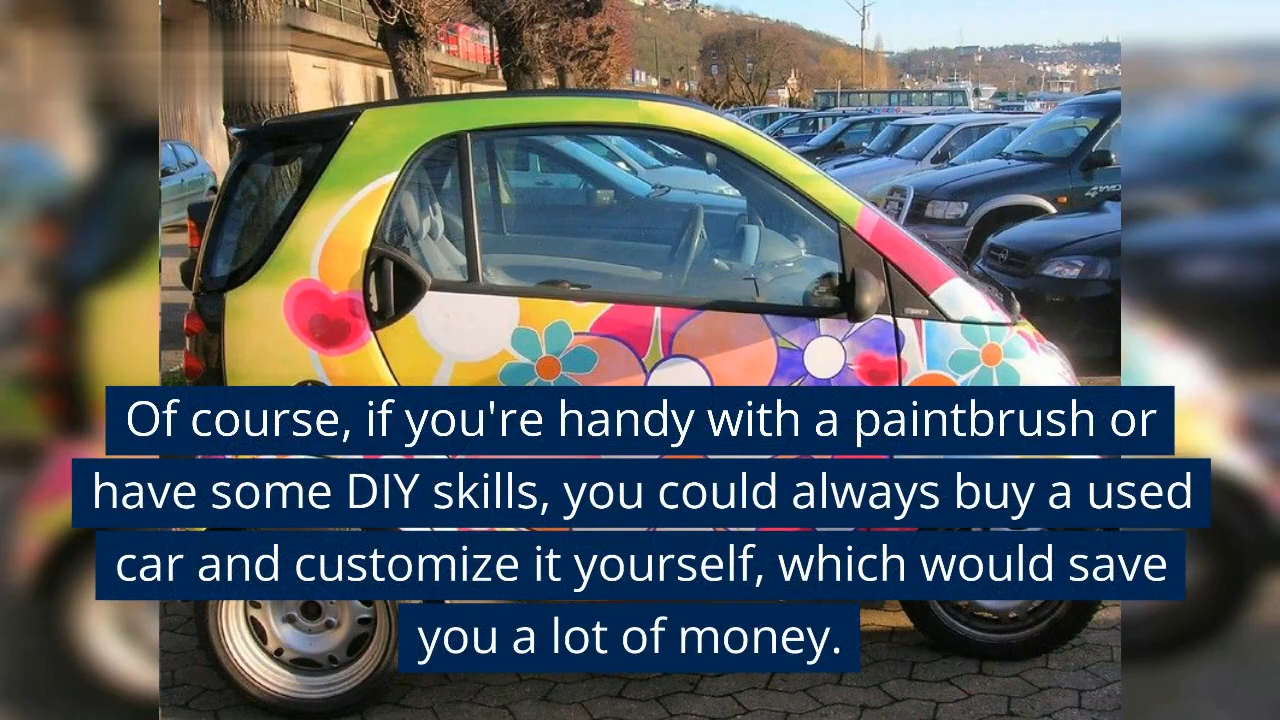 4WD
Of course, if you're handy with a paintbrush or
have some DIY skills, you could always buy a used
car and customize it yourself, which would save
you a lot of money.